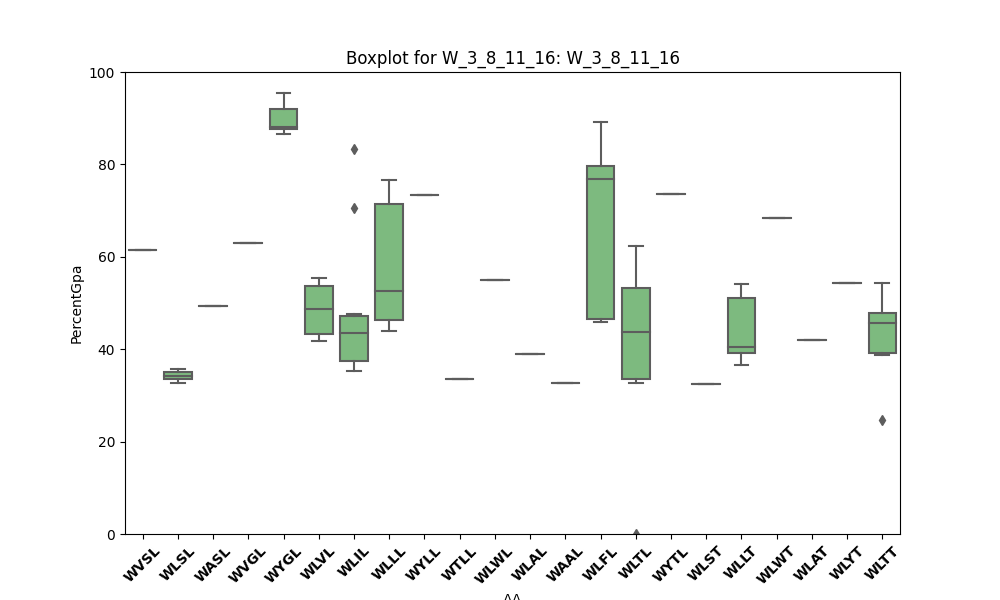 Boxplot for W_3_8_11_16: W_3_8_11_16
100
80
60
40
20
0
PercentGpa
WVSL
WLSL
WASL
WVGL
WYGL
WLVL
WLIL
WLLL
WYLL
WTLL
WLWL
WLAL
WAAL
WLFL
WLTL
WYTL
WLST
WLLT
WLWT
WLAT
WLYT
WLTT
AA